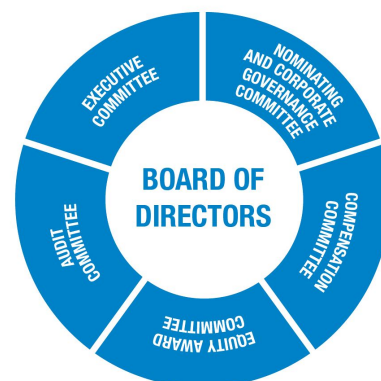 EXECUTIVE
COMMITTEE
NOMINATING
AND CORPORATE
GOVERNANCE
COMMITTEE
BOARD OF
DIRECTORS
COMPENSATION
COMMITTEE
AUDIT
COMMITTEE
EQUITY AWARD
COMMITTEE